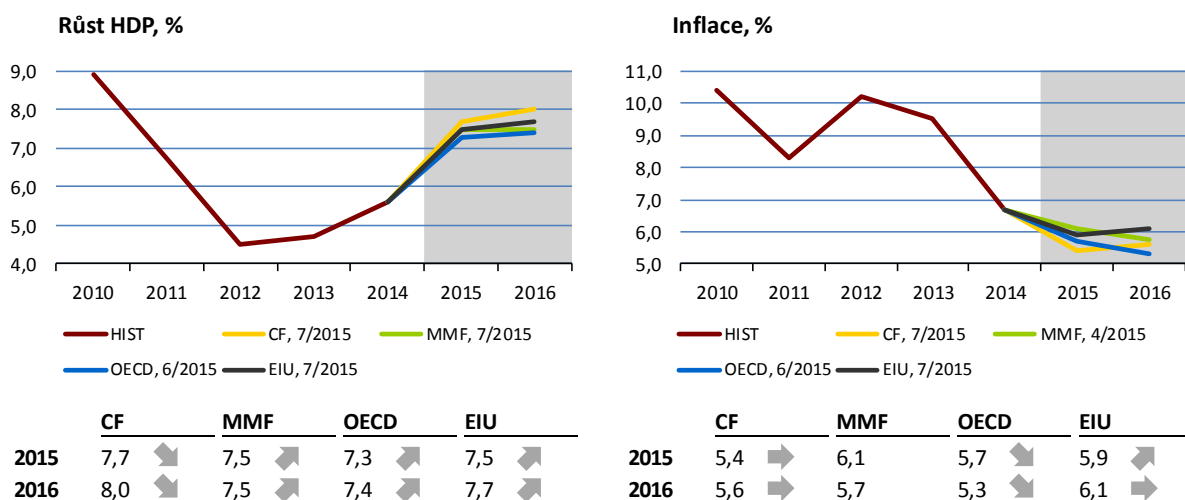 Růst HDP, %
9,0
8,0
7,0
6,0
5,0
4,0
2010 2011 2012 2013 2014 2015 2016
HIST CF, 7/2015 MMF, 7/2015
OECD, 6/2015 EIU, 7/2015
CF MMF OECD EIU
2015 7,7 7,5 7,3 7,5
2016 8,0 7,5 7,4 7,7
Inflace, %
11,0
10,0
9,0
8,0
7,0
6,0
5,0
2010 2011 2012 2013 2014 2015 2016
HIST CF, 7/2015 MMF, 4/2015
OECD, 6/2015 EIU, 7/2015
CF MMF OECD EIU
2015 5,4 6,1 5,7 5,9
2016 5,6 5,7 5,3 6,1